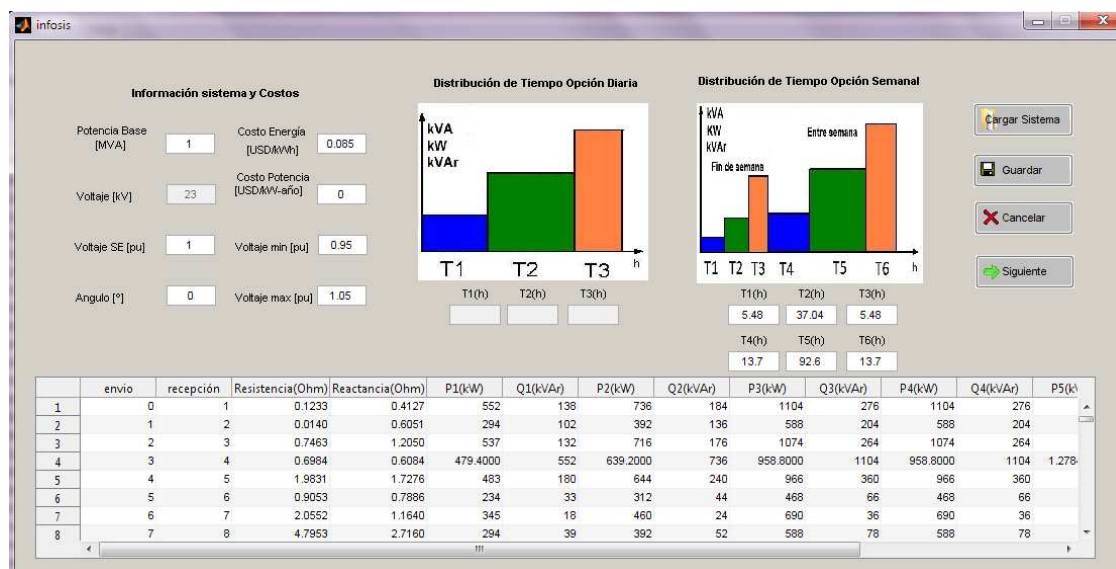 infosis
Información sistema y Costos
Potencia Base
[MVA]
1
Costo Energía
[USD/kWh]
0.085
Voltaje [kV]
23
Costo Potencia
[USD/kW-año]
0
Voltaje SE [pu]
1
Voltaje min [pu]
0.95
Angulo [º]
0
Voltaje max [pu]
1.05
Distribución de Tiempo Opción Diaria
kVA
kW
kVAr
T1 T2 T3 h
T1(h) T2(h) T3(h)
Distribución de Tiempo Opción Semanal
kVA
KW
kVAr
Entre semana
Fin de semana
T1 T2 T3 T4 T5 T6 h
T1(h) T2(h) T3(h)
5.48 37.04 5.48
T4(h) T5(h) T6(h)
13.7 92.6 13.7
Cargar Sistema
Guardar
Cancelar
Siguiente
envio recepción Resistencia(Ohm) Reactancia(Ohm) P1(kW) Q1(kVAr) P2(kW) Q2(kVAr) P3(kW) Q3(kVAr) P4(kW) Q4(kVAr) P5(k
1 0 1 0.1233 0.4127 552 138 736 184 1104 276 1104 276
2 1 2 0.0140 0.6051 294 102 392 136 588 204 588 204
3 2 3 0.7463 1.2050 537 132 716 176 1074 264 1074 264
4 3 4 0.6984 0.6084 479.4000 552 639.2000 736 958.8000 1104 958.8000 1104 1.278
5 4 5 1.9831 1.7276 483 180 644 240 966 360 966 360
6 5 6 0.9053 0.7886 234 33 312 44 468 66 468 66
7 6 7 2.0552 1.1640 345 18 460 24 690 36 690 36
8 7 8 4.7953 2.7160 294 39 392 52 588 78 588 78